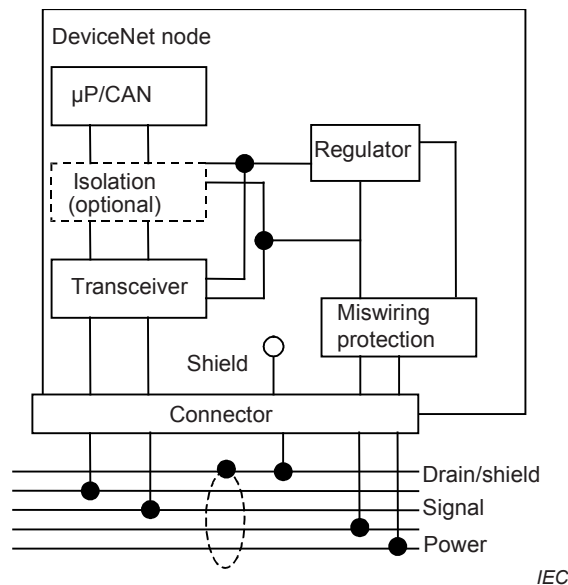 DeviceNet node
µP/CAN
Regulator
Isolation
(optional)
Transceiver
Miswiring
protection
Shield
Connector
Drain/shield
Signal
Power
IEC